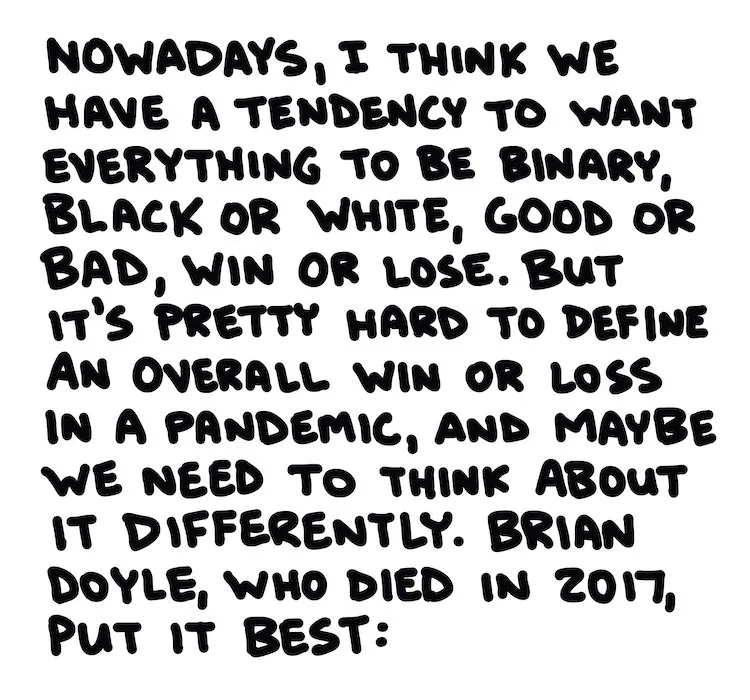 NOWADAYS, I THINK WE
HAVE A TENDENCY TO WANT
EVERYTHING TO BE BINARY,
BLACK OR WHITE, GOOD OR
BAD, WIN OR LOSE. BUT
IT'S PRETTY HARD TO DEFINE
AN OVERALL WIN OR LOSS
IN A PANDEMIC, AND MAYBE
WE NEED TO THINK ABOUT
IT DIFFERENTLY. BRIAN
DOYLE, WHO DIED IN 2017,
PUT IT BEST: